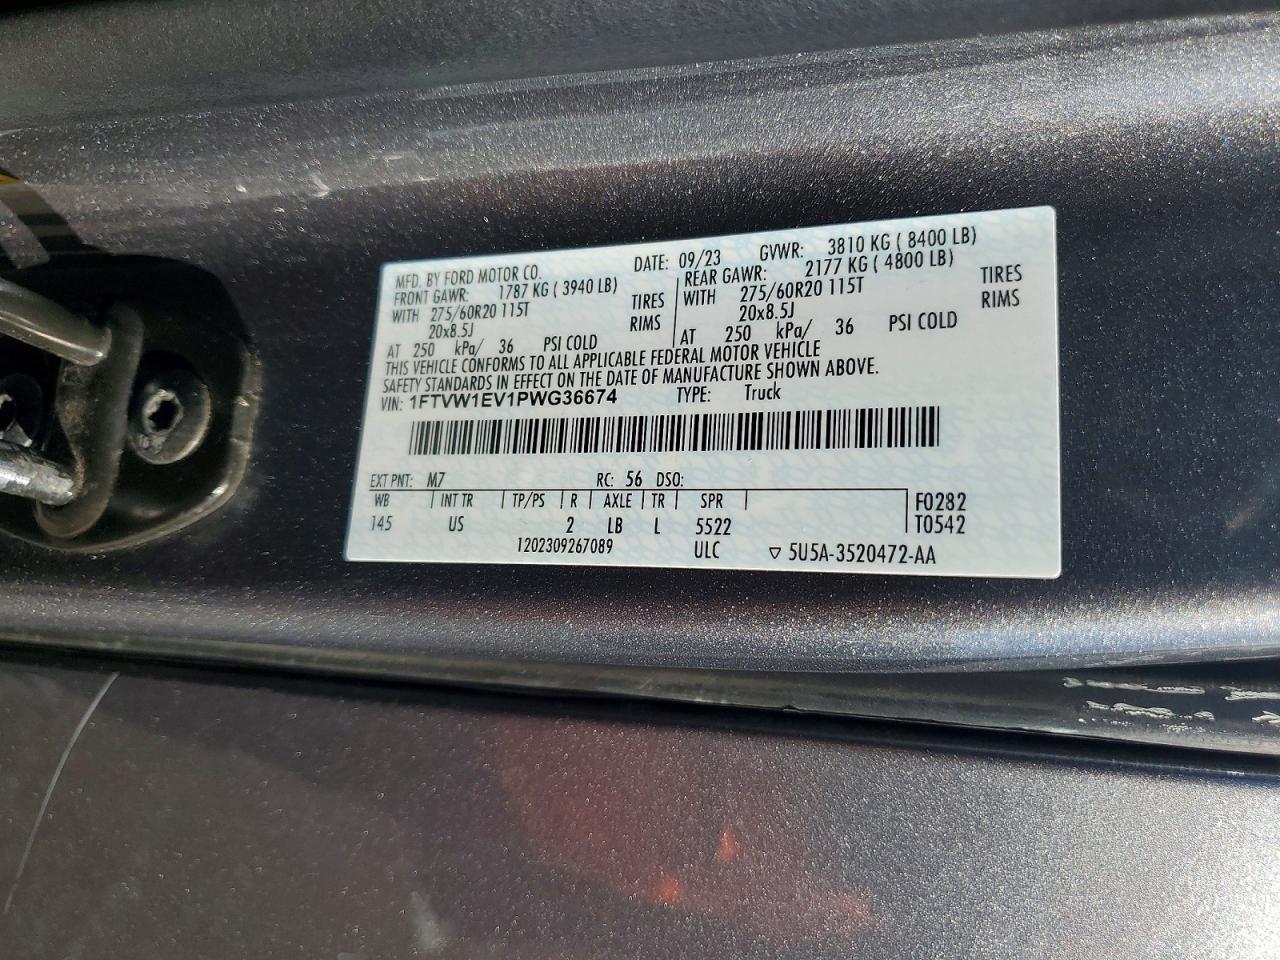 MFD. BY FORD MOTOR CO. DATE: 09/23 GVWR: 3810 KG ( 8400 LB)
FRONT GAWR: 1787 KG ( 3940 LB) REAR GAWR: 2177 KG ( 4800 LB)
WITH 275/60R20 115T TIRES WITH 275/60R20 115T TIRES
20x8.5J RIMS 20x8.5J RIMS
AT 250 kPa/ 36 PSI COLD AT 250 kPa/ 36 PSI COLD
THIS VEHICLE CONFORMS TO ALL APPLICABLE FEDERAL MOTOR VEHICLE
SAFETY STANDARDS IN EFFECT ON THE DATE OF MANUFACTURE SHOWN ABOVE.
VIN: 1FTVW1EV1PWG36674 TYPE: Truck
EXT PNT: M7 RC: 56 DSO:
WB INT TR TP/PS R AXLE TR SPR F0282
145 US 2 LB L 5522 T0542
1202309267089 ULC ▽ 5U5A-3520472-AA